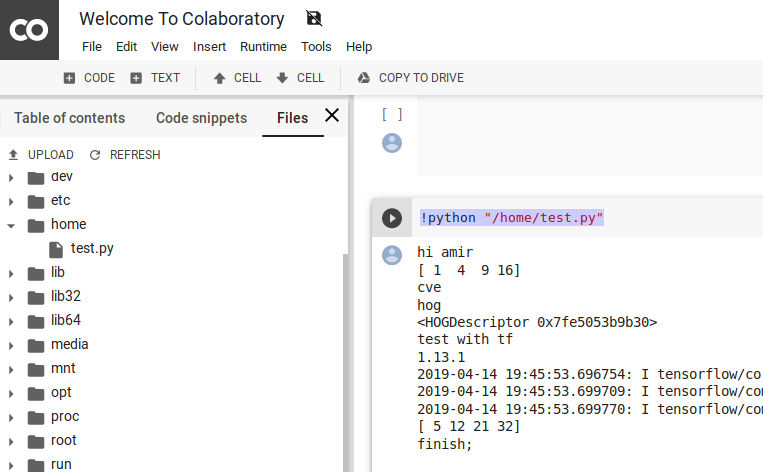 CO
Welcome To Colaboratory
File Edit View Insert Runtime Tools Help
CODE TEXT CELL CELL COPY TO DRIVE
Table of contents Code snippets Files
UPLOAD REFRESH
dev
etc
home
test.py
lib
lib32
lib64
media
mnt
opt
proc
root
run
[ ]
!python "/home/test.py"
hi amir
[ 1  4  9 16]
cve
hog
<HOGDescriptor 0x7fe5053b9b30>
test with tf
1.13.1
2019-04-14 19:45:53.696754: I tensorflow/co
2019-04-14 19:45:53.699709: I tensorflow/com
2019-04-14 19:45:53.699770: I tensorflow/com
[ 5 12 21 32]
finish;